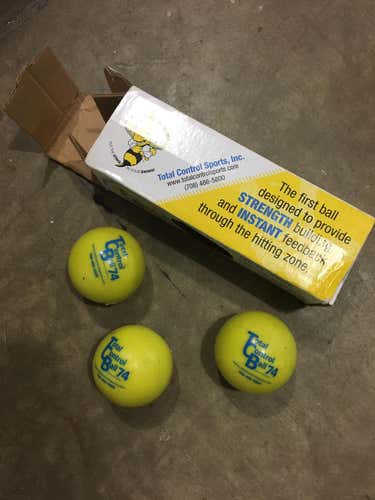 Total Control Sports, Inc.
www.totalcontrolsports.com
(708) 486-5800
The first ball
designed to provide
STRENGTH building
and INSTANT feedback
through the hitting zone.
Total
Control
Ball 74
Total
Control
Ball 74
Total
Control
Ball 74